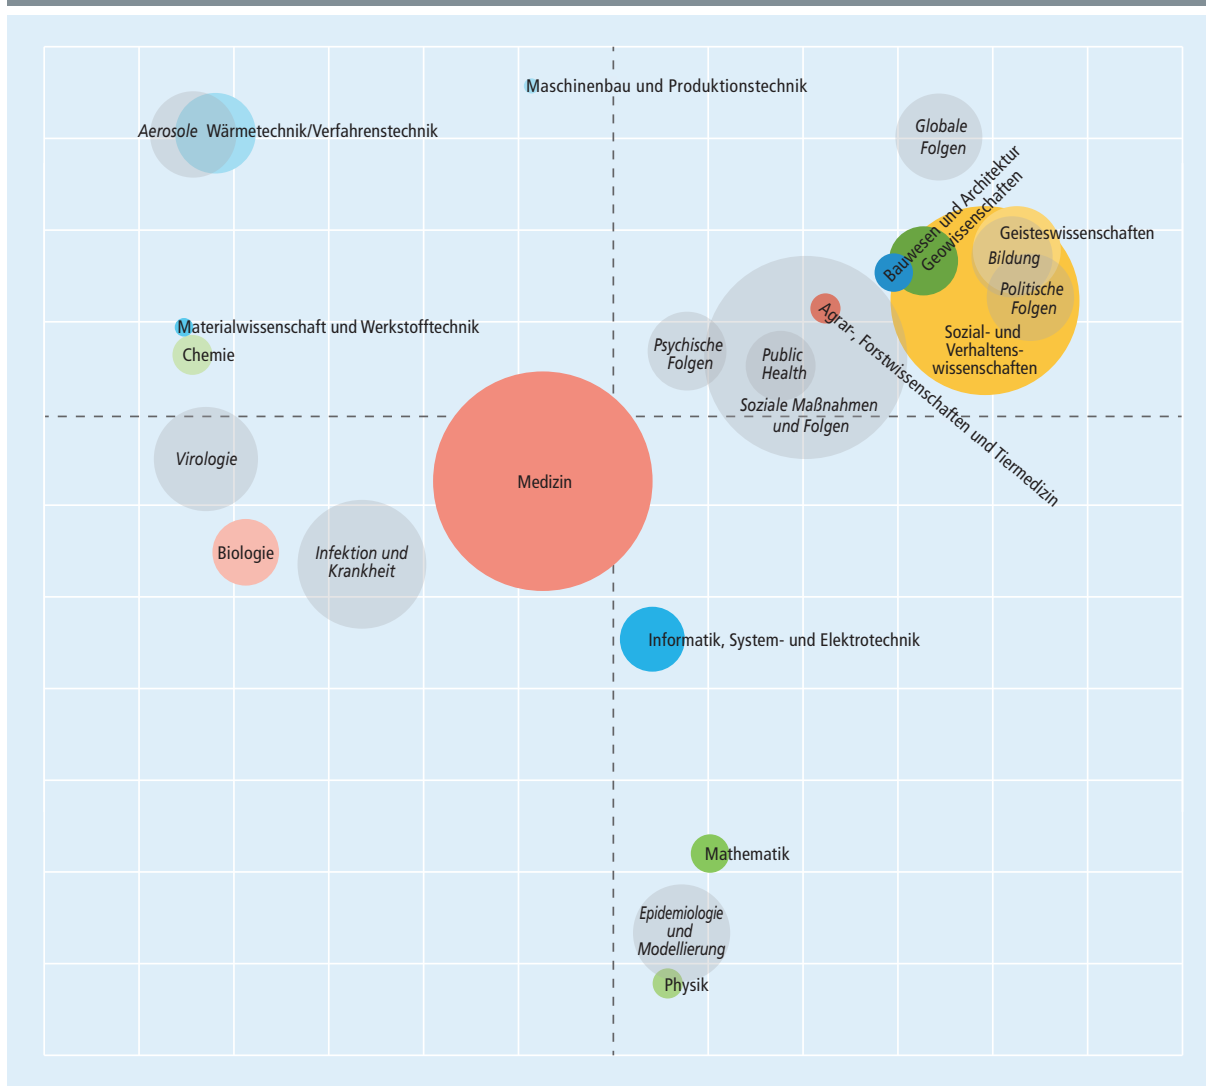 Maschinenbau und Produktionstechnik
Aerosole
Wärmetechnik/Verfahrenstechnik
Globale
Folgen
Bauwesen und Architektur
Geowissenschaften
Geisteswissenschaften
Bildung
Politische
Folgen
Sozial- und
Verhaltens-
wissenschaften
Agrar-, Forstwissenschaften und Tiermedizin
Materialwissenschaft und Werkstofftechnik
Chemie
Psychische
Folgen
Public
Health
Soziale Maßnahmen
und Folgen
Virologie
Medizin
Biologie
Infektion und
Krankheit
Informatik, System- und Elektrotechnik
Mathematik
Epidemiologie
und
Modellierung
Physik